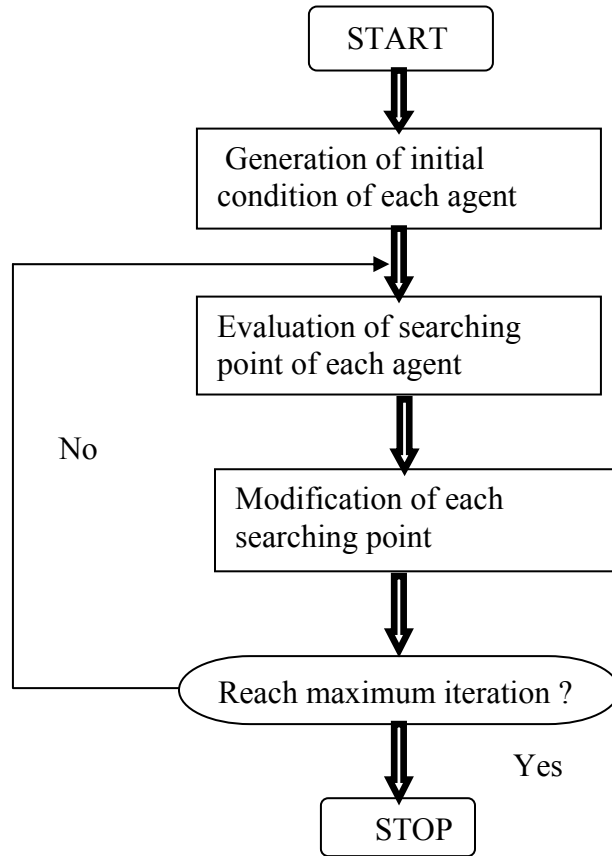 START
Generation of initial
condition of each agent
Evaluation of searching
point of each agent
No
Modification of each
searching point
Reach maximum iteration ?
Yes
STOP